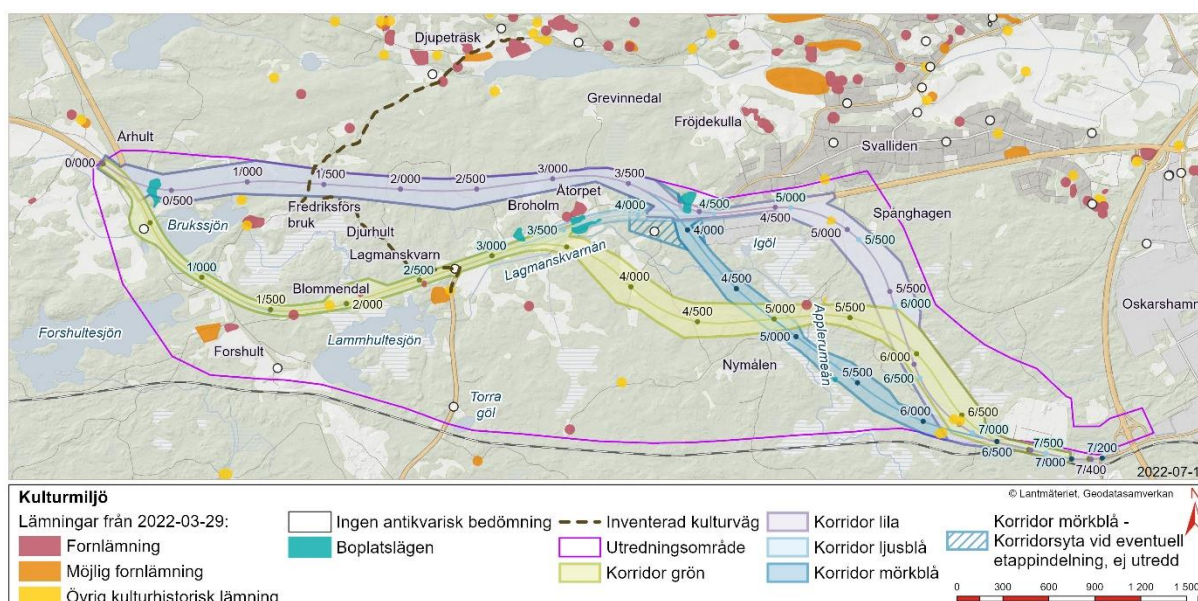 Djupeträsk
Grevinnedal
Fröjdekulla
Århult
Svalliden
0/000
1/000
1/500
2/000
2/500
3/000
3/500
0/500
Fredriksförs
bruk
Åtorpet
Broholm
4/000
4/500
5/000
Spånghagen
Brukssjön
Djurhult
3/500
4/000
4/500
5/000
5/500
Lagmanskvarn
3/000
Lagmanskvarnån
Igöl
1/000
2/500
4/000
4/500
5/500
6/000
Oskarshamn
Blommendal
1/500
2/000
4/500
5/000
5/500
Äpplerumeån
Forshultesjön
Lammhultesjön
5/000
6/000
Forshult
Nymålen
5/500
6/500
Torra
göl
6/000
6/500
7/000
7/500
7/200
6/500
7/000
7/400
2022-07-1
Kulturmiljö
© Lantmäteriet, Geodatasamverkan
N
Lämningar från 2022-03-29:
Fornlämning
Möjlig fornlämning
Övrig kulturhistorisk lämning
Ingen antikvarisk bedömning
Boplatslägen
Inventerad kulturväg
Utredningsområde
Korridor grön
Korridor lila
Korridor ljusblå
Korridor mörkblå
Korridor mörkblå -
Korridorsyta vid eventuell
etappindelning, ej utredd
0 300 600 900 1 200 1 500